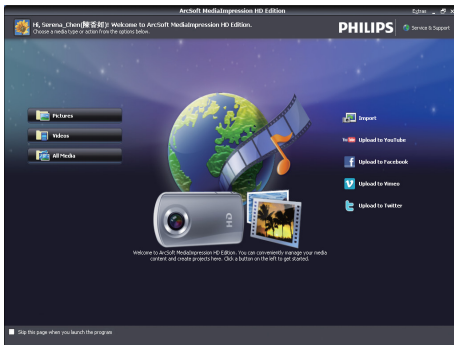 ArcSoft MediaImpression HD Edition
Extras
Hi, Serena_Chen[陳香郎]! Welcome to ArcSoft MediaImpression HD Edition.
Choose a media type or action from the options below.
PHILIPS
Service & Support
Pictures
Videos
All Media
Import
Upload to YouTube
Upload to Facebook
Upload to Vimeo
Upload to Twitter
HD
Welcome to ArcSoft MediaImpression HD Edition. You can conveniently manage your media
content and create projects here. Click a button on the left to get started.
Skip this page when you launch the program